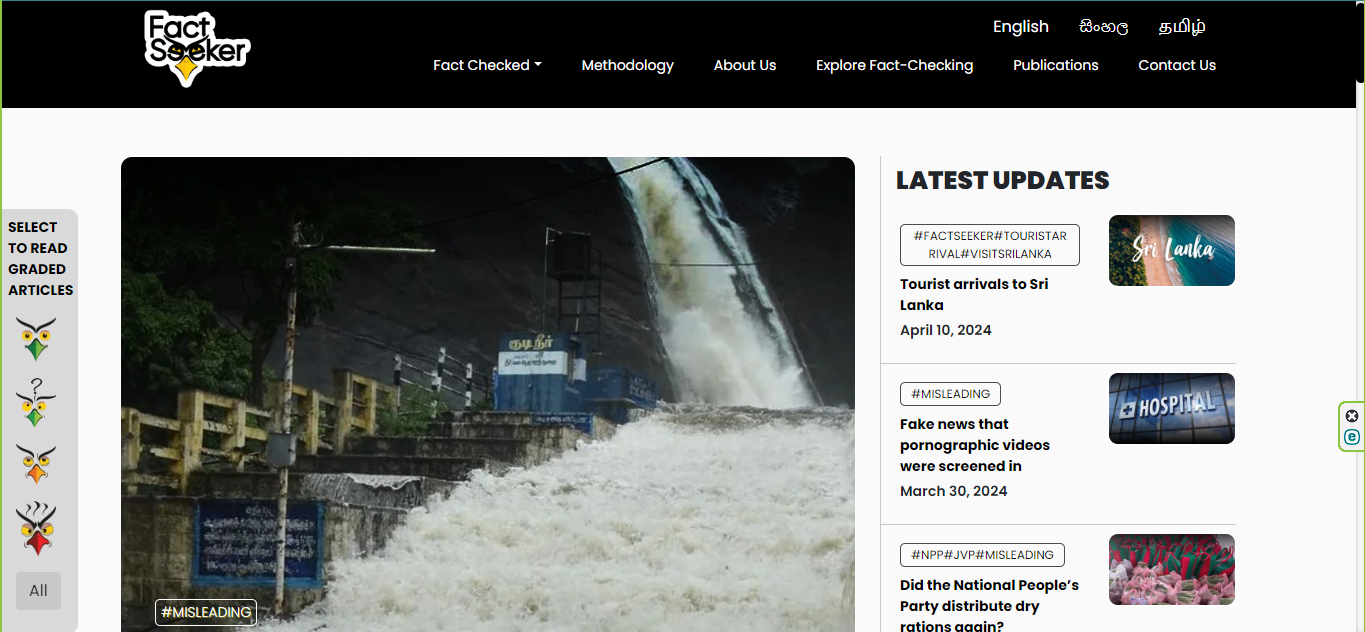 Fact
Seeker
English සිංහල தமிழ்
Fact Checked Methodology About Us Explore Fact-Checking Publications Contact Us
SELECT
TO READ
GRADED
ARTICLES
?
All
குடிநீர்
#MISLEADING
LATEST UPDATES
#FACTSEEKER#TOURISTAR
RIVAL#VISITSRILANKA
Tourist arrivals to Sri
Lanka
April 10, 2024
Sri Lanka
#MISLEADING
Fake news that
pornographic videos
were screened in
March 30, 2024
HOSPITAL
#NPP#JVP#MISLEADING
Did the National People's
Party distribute dry
rations again?
e